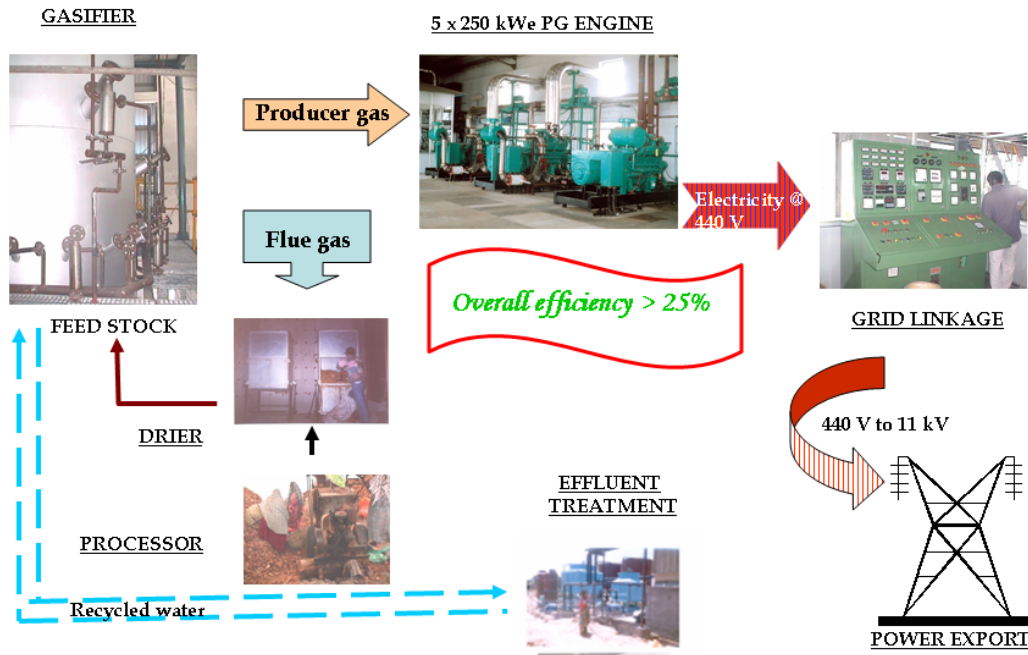 GASIFIER
5 x 250 kWe PG ENGINE
Producer gas
Electricity @
440 V
Flue gas
Overall efficiency > 25%
FEED STOCK
GRID LINKAGE
DRIER
440 V to 11 kV
EFFLUENT
TREATMENT
PROCESSOR
Recycled water
POWER EXPORT